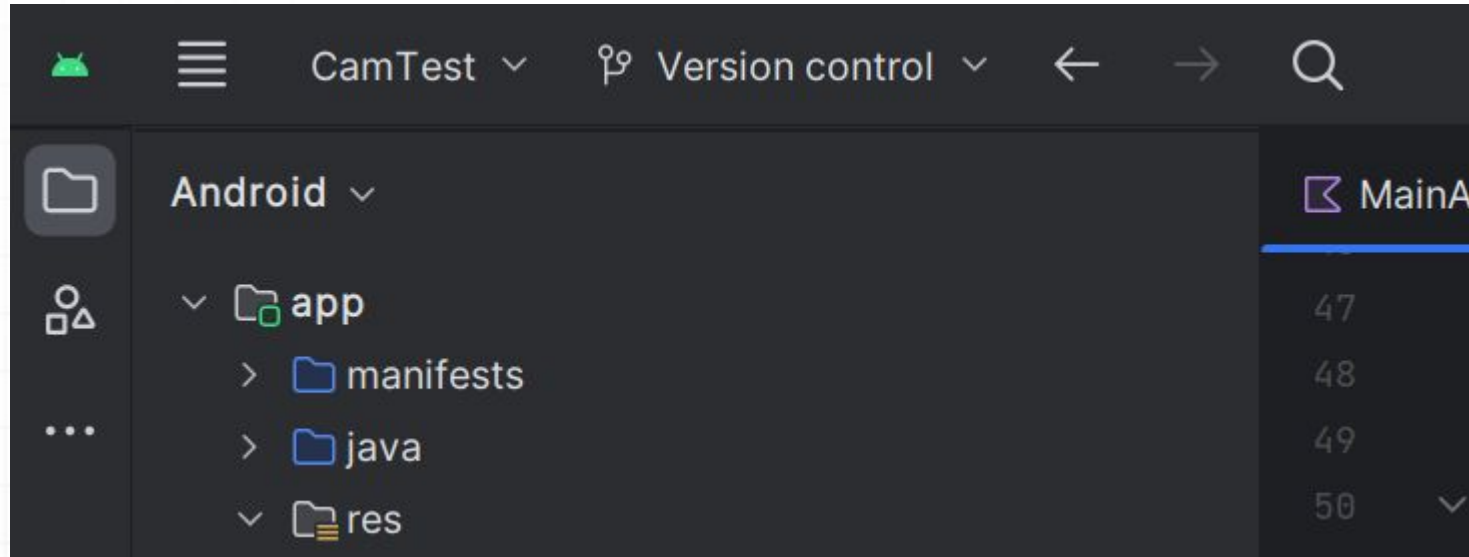 CamTest Version control
Android
MainA
app
47
manifests
48
java
49
res
50